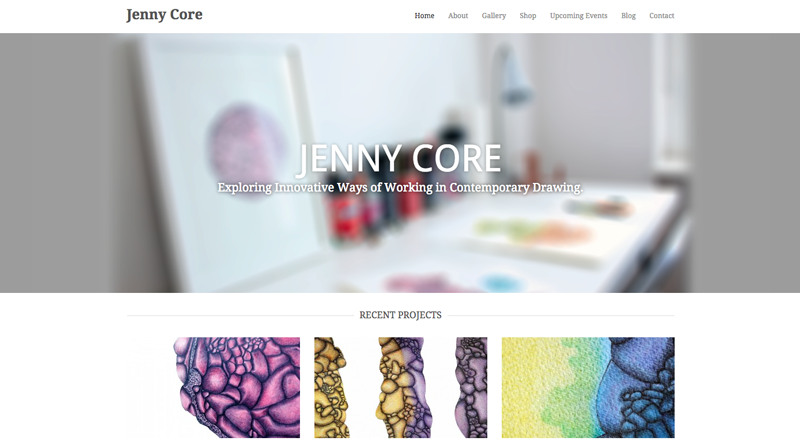 Jenny Core
Home About Gallery Shop Upcoming Events Blog Contact
JENNY CORE
Exploring Innovative Ways of Working in Contemporary Drawing.
RECENT PROJECTS